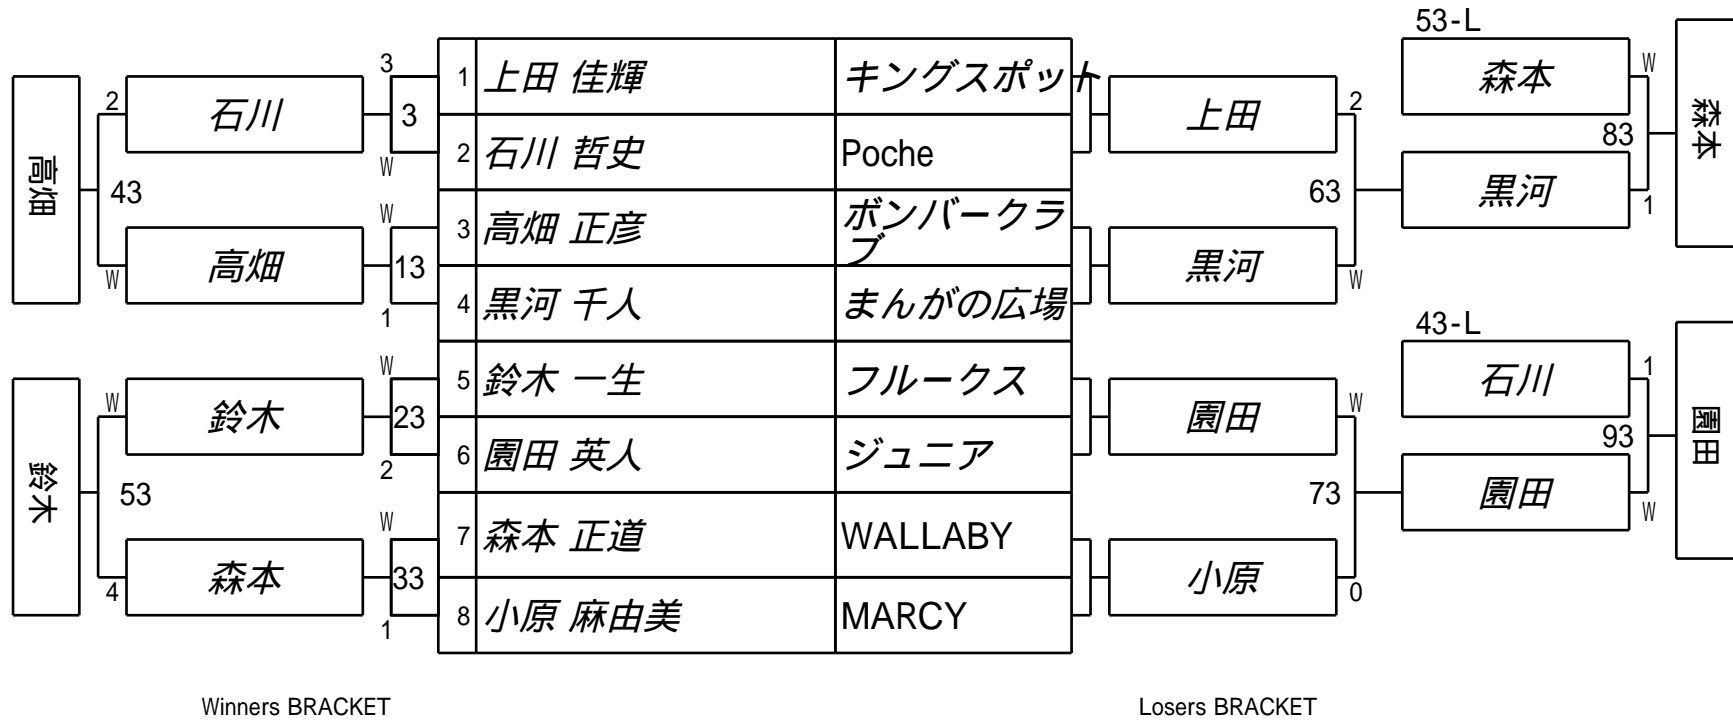 53-L
3
1 上田 佳輝 キングスポット
森本 W
2 石川 3
上田 2
83 森本
2 石川 哲史 Poche
W
高畑 43
63 黒河 1
W
3 高畑 正彦 ボンバークラ
ブ
W 高畑 13
黒河 W
4 黒河 千人 まんがの広場
1
43-L
W
5 鈴木 一生 フルークス
石川 1
W 鈴木 23
園田 W
93 園田
6 園田 英人 ジュニア
2
鈴木 53
73 園田 W
W
7 森本 正道 WALLABY
4 森本 33
小原 0
8 小原 麻由美 MARCY
1
Winners BRACKET
Losers BRACKET